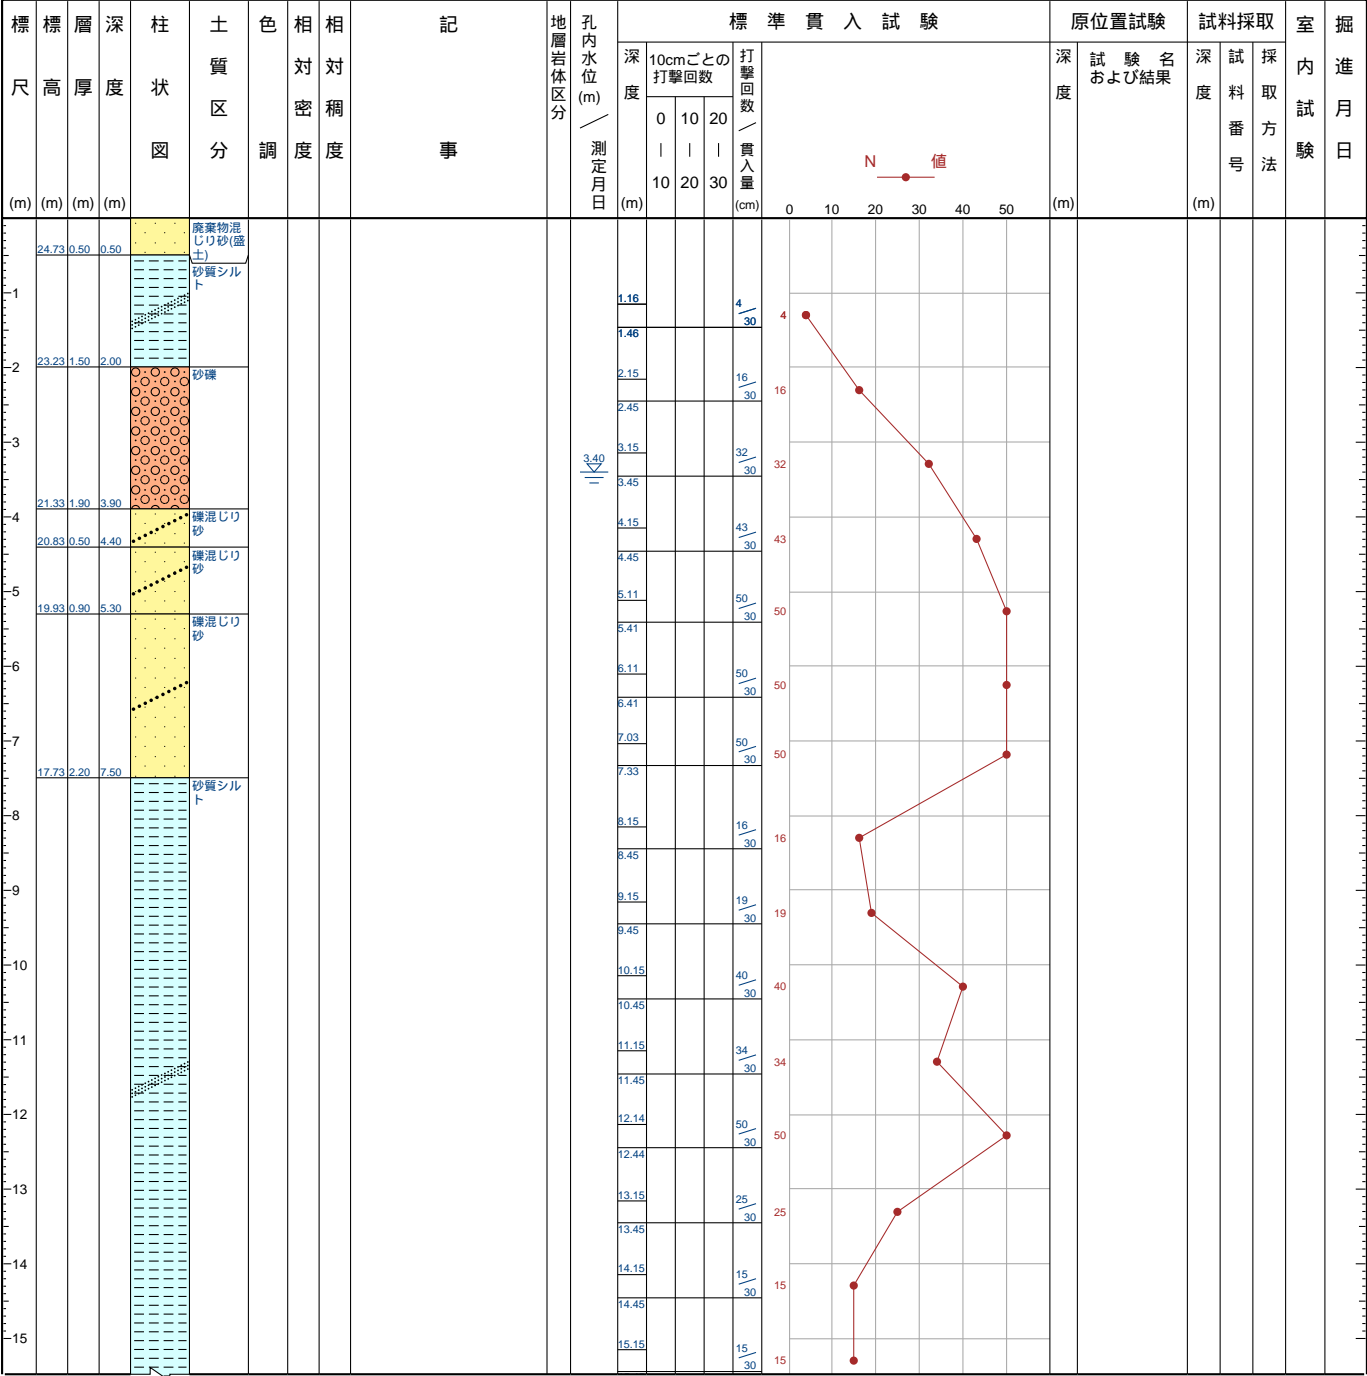 標尺 (m)
標高 (m)
層厚 (m)
深度 (m)
柱状図
土質区分
色調
相対密度
相対稠度
記事
地層岩体区分
孔内水位(m)/測定月日
標準貫入試験
深度 (m)
10cmごとの
打撃回数
0 10 20
| | |
10 20 30
打撃回数/貫入量 (cm)
N 値
0 10 20 30 40 50
原位置試験
深度 (m)
試験名
および結果
試料採取
深度 (m)
試料番号
採取方法
室内試験
掘進月日
廃棄物混
じり砂(盛
土)
24.73 0.50 0.50
砂質シル
ト
1
1.16 4
30 4
1.46
23.23 1.50 2.00
2
砂礫
2.15 16
30 16
2.45
3
3.15 32
30 32
3.40
3.45
21.33 1.90 3.90
4
礫混じり
砂
4.15 43
30 43
20.83 0.50 4.40
4.45
礫混じり
砂
5
5.11 50
30 50
19.93 0.90 5.30
5.41
礫混じり
砂
6
6.11 50
30 50
6.41
7
7.03 50
30 50
7.33
17.73 2.20 7.50
砂質シル
ト
8
8.15 16
30 16
8.45
9
9.15 19
30 19
9.45
10
10.15 40
30 40
10.45
11
11.15 34
30 34
11.45
12
12.14 50
30 50
12.44
13
13.15 25
30 25
13.45
14
14.15 15
30 15
14.45
15
15.15 15
30 15